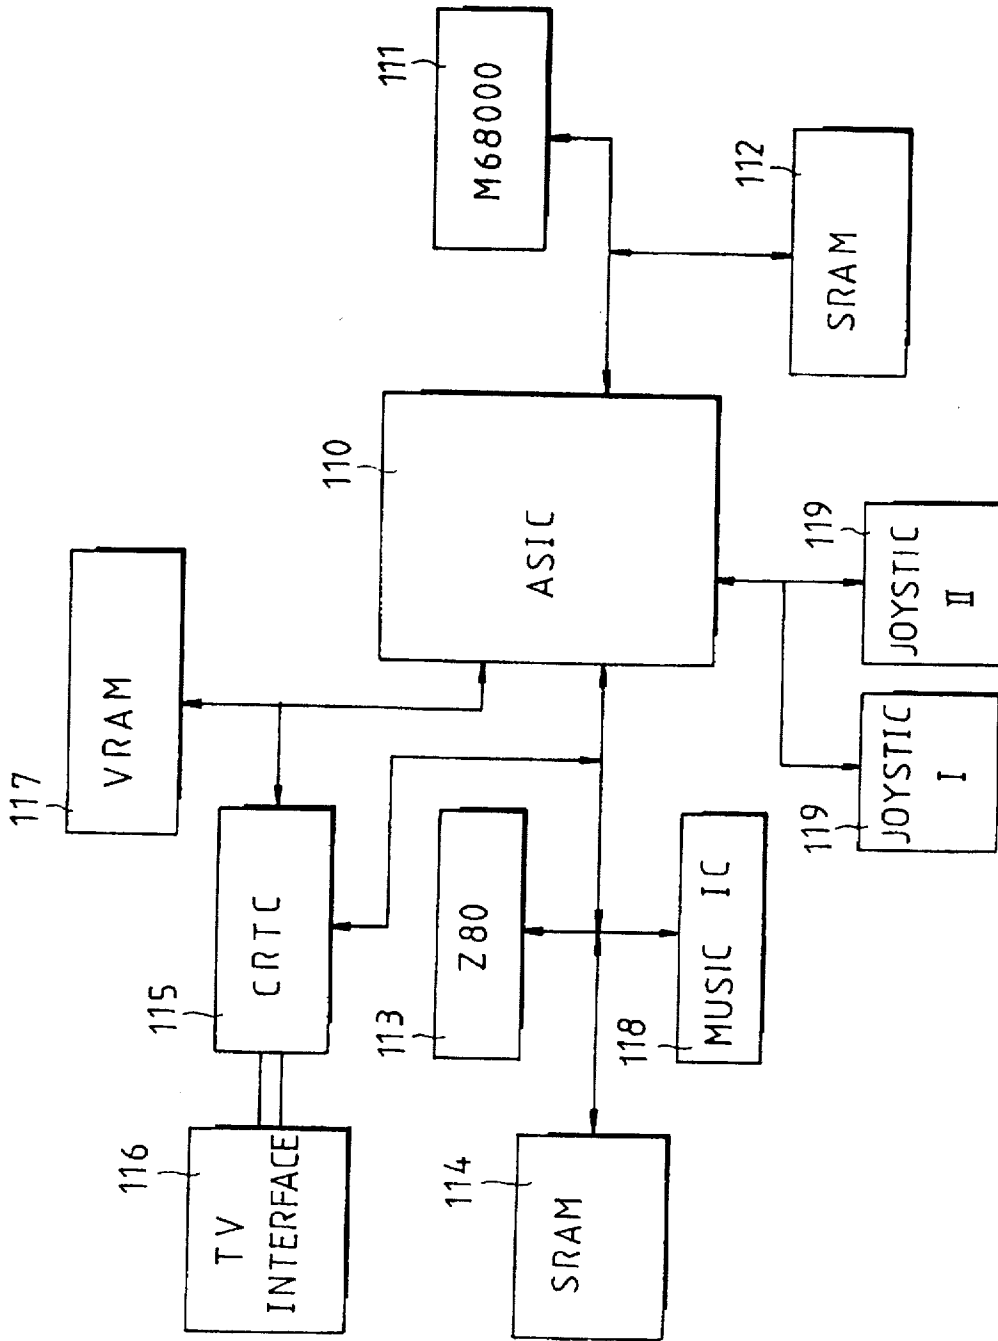 117
VRAM
116
TV
INTERFACE
115
CRTC
110
ASIC
111
M68000
113
Z80
114
SRAM
118
MUSIC IC
112
SRAM
119
JOYSTIC
I
119
JOYSTIC
II